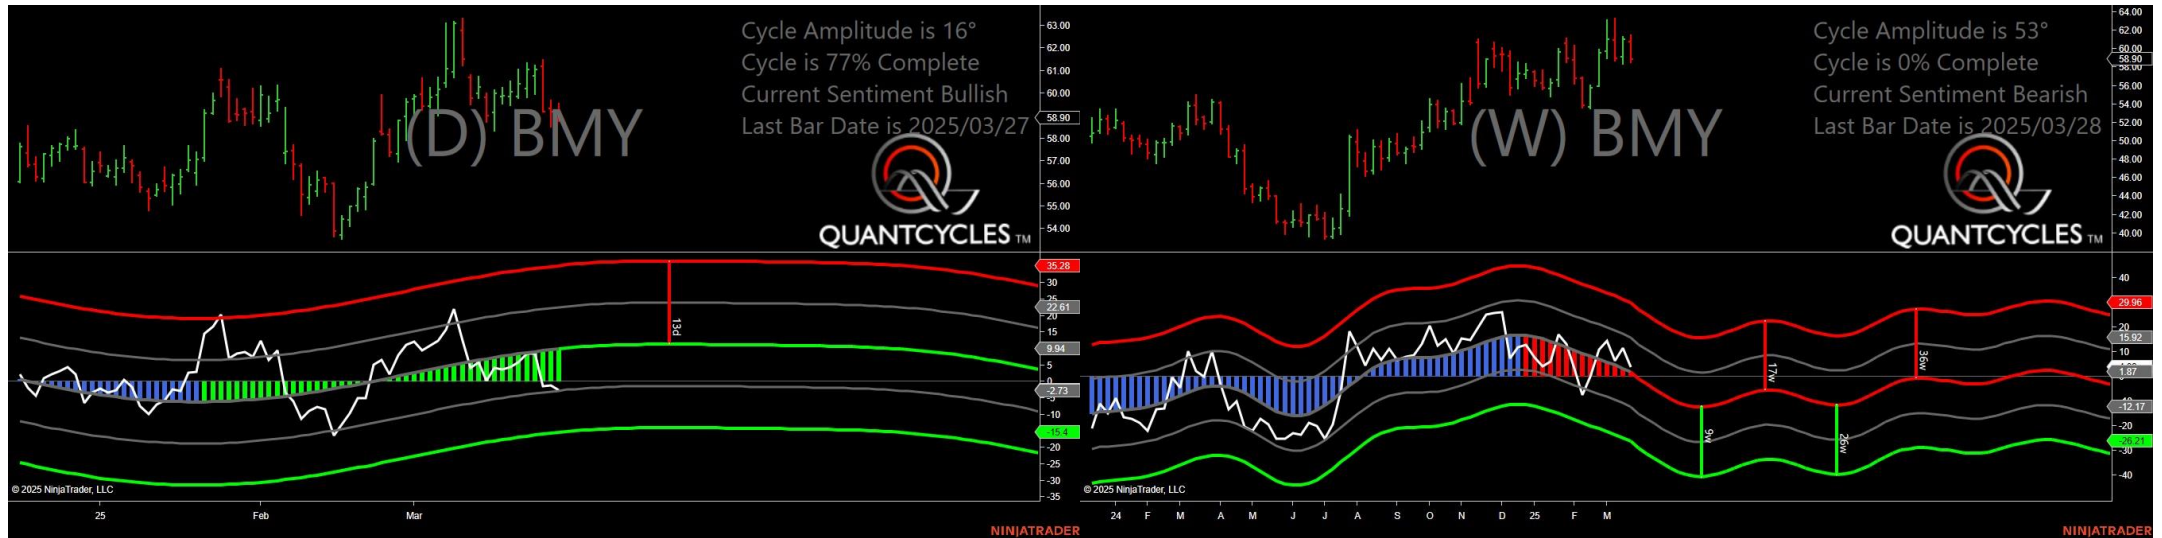 Cycle Amplitude is 16°
Cycle is 77% Complete
Current Sentiment Bullish
Last Bar Date is 2025/03/27
(D) BMY
QUANTCYCLES TM
63.00
62.00
61.00
60.00
58.90
57.00
56.00
55.00
54.00
35.28
30
25
22.61
20
15
9.94
5
0
-2.73
-5
-10
-15.4
-20
-25
-30
-35
13d
© 2025 NinjaTrader, LLC
25 Feb Mar
NINJATRADER
Cycle Amplitude is 53°
Cycle is 0% Complete
Current Sentiment Bearish
Last Bar Date is 2025/03/28
(W) BMY
QUANTCYCLES TM
64.00
62.00
60.00
58.90
58.00
56.00
54.00
52.00
50.00
48.00
46.00
44.00
42.00
40.00
40
29.96
20
15.92
10
1.87
-12.17
-20
-26.21
-30
-40
9w
17w
26w
36w
© 2025 NinjaTrader, LLC
24 F M A M J J A S O N D 25 F M
NINJATRADER